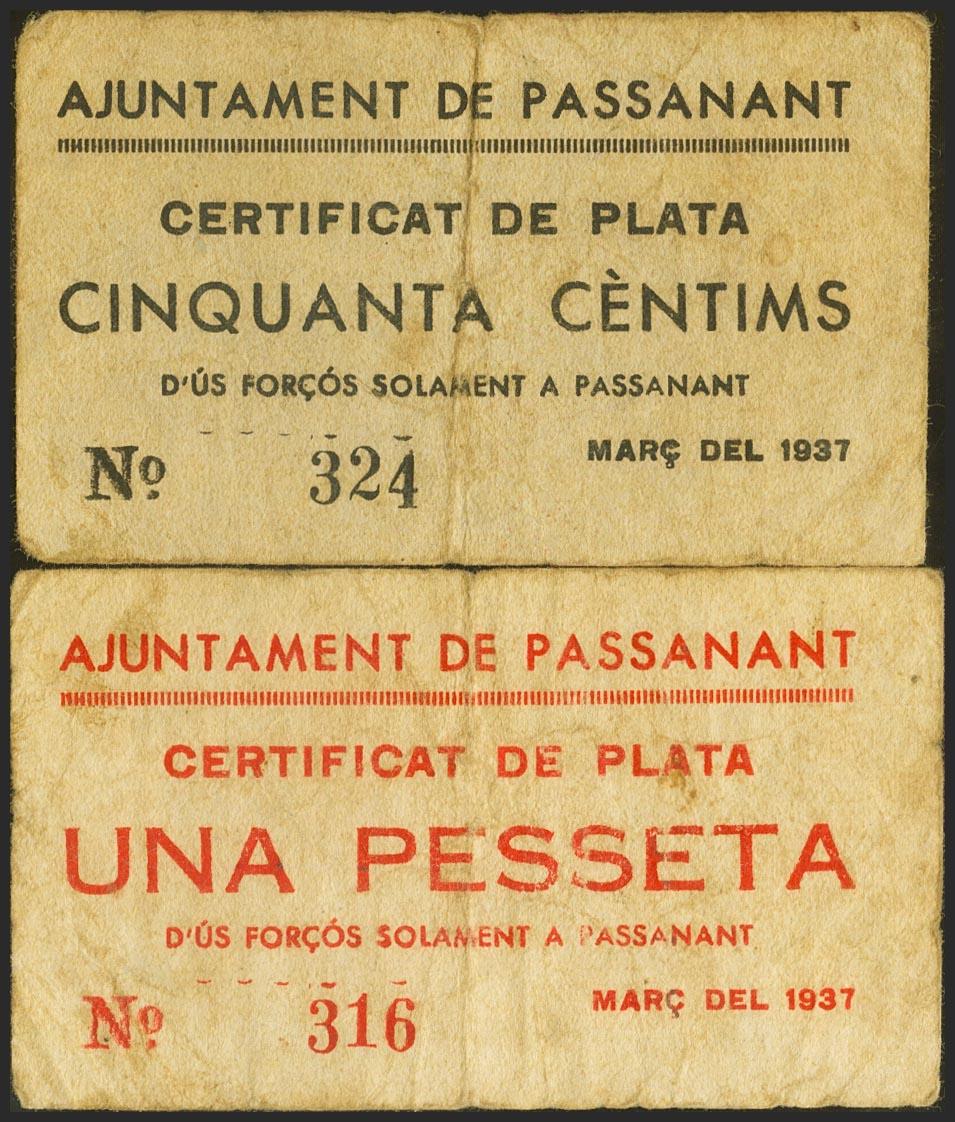 AJUNTAMENT DE PASSANANT
CERTIFICAT DE PLATA
CINQUANTA CÈNTIMS
D'ÚS FORÇÓS SOLAMENT A PASSANANT
Nº 324 MARÇ DEL 1937
AJUNTAMENT DE PASSANANT
CERTIFICAT DE PLATA
UNA PESSETA
D'ÚS FORÇÓS SOLAMENT A PASSANANT
Nº 316 MARÇ DEL 1937